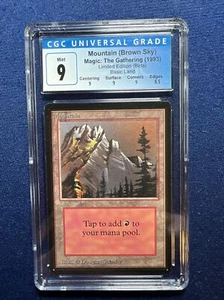 CGC UNIVERSAL GRADE
Mint
9
Mountain (Brown Sky)
Magic: The Gathering (1993)
Limited Edition (Beta)
Basic Land
Centering Surface Corners Edges
9 9 9 9.5
Mountain
Tap to add R to
your mana pool.
Illus. ©